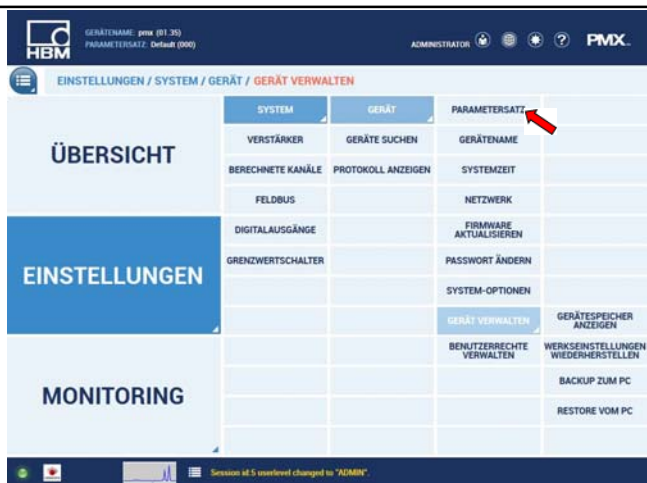 HBM
GERÄTENAME: pmx (01.35)
PARAMETERSATZ: Default (000)
ADMINISTRATOR
?
PMX
EINSTELLUNGEN / SYSTEM / GERÄT / GERÄT VERWALTEN
ÜBERSICHT
EINSTELLUNGEN
MONITORING
SYSTEM
VERSTÄRKER
BERECHNETE KANÄLE
FELDBUS
DIGITALAUSGÄNGE
GRENZWERTSCHALTER
GERÄT
GERÄTE SUCHEN
PROTOKOLL ANZEIGEN
PARAMETERSATZ
GERÄTENAME
SYSTEMZEIT
NETZWERK
FIRMWARE
AKTUALISIEREN
PASSWORT ÄNDERN
SYSTEM-OPTIONEN
GERÄT VERWALTEN
BENUTZERRECHTE
VERWALTEN
GERÄTESPEICHER
ANZEIGEN
WERKSEINSTELLUNGEN
WIEDERHERSTELLEN
BACKUP ZUM PC
RESTORE VOM PC
Session id:5 userlevel changed to "ADMIN".